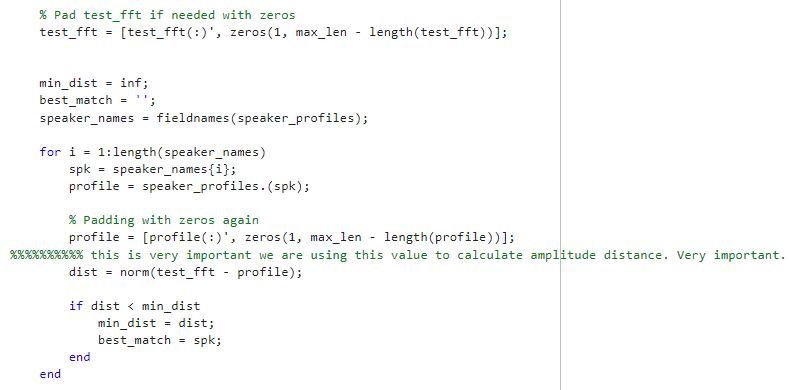 % Pad test_fft if needed with zeros
test_fft = [test_fft(:)', zeros(1, max_len - length(test_fft))];
min_dist = inf;
best_match = '';
speaker_names = fieldnames(speaker_profiles);
for i = 1:length(speaker_names)
spk = speaker_names{i};
profile = speaker_profiles.(spk);
% Padding with zeros again
profile = [profile(:)', zeros(1, max_len - length(profile))];
%%%%%%%%%% this is very important we are using this value to calculate amplitude distance. Very important.
dist = norm(test_fft - profile);
if dist < min_dist
min_dist = dist;
best_match = spk;
end
end